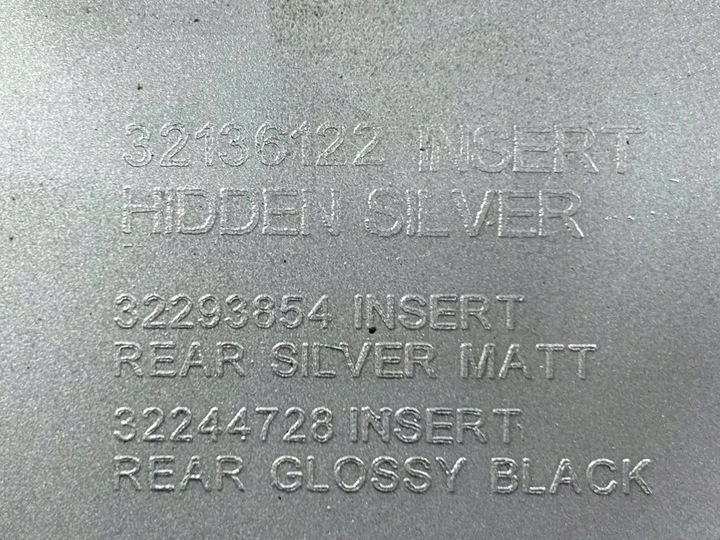 32136122 INSERT
HIDDEN SILVER
32293854 INSERT
REAR SILVER MATT
32244728 INSERT
REAR GLOSSY BLACK